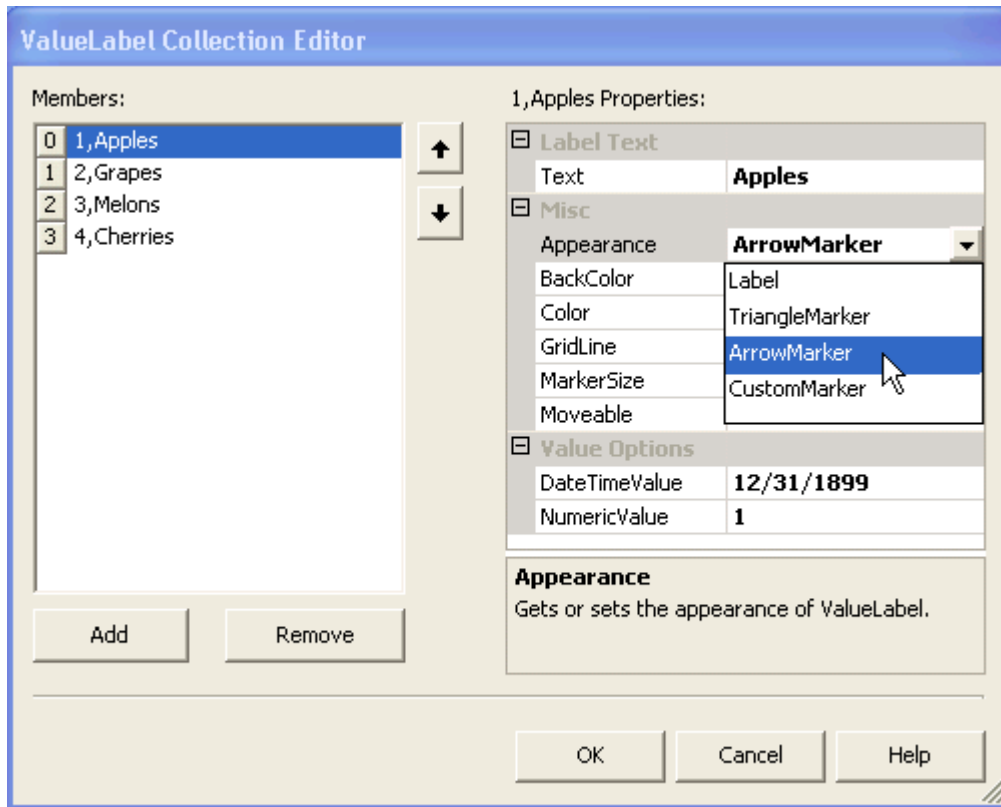 ValueLabel Collection Editor
Members:
0 1,Apples
1 2,Grapes
2 3,Melons
3 4,Cherries
Add
Remove
1,Apples Properties:
Label Text
Text Apples
Misc
Appearance ArrowMarker
BackColor
Color
GridLine
MarkerSize
Moveable
Label
TriangleMarker
ArrowMarker
CustomMarker
Value Options
DateTimeValue 12/31/1899
NumericValue 1
Appearance
Gets or sets the appearance of ValueLabel.
OK
Cancel
Help